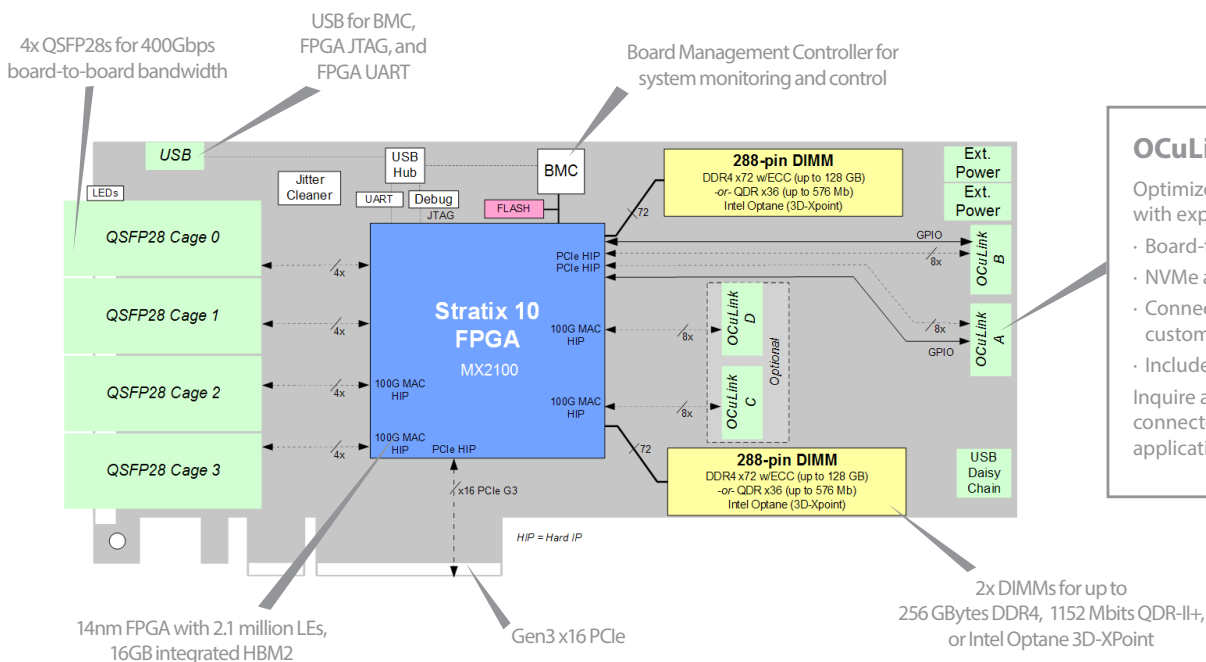 4x QSFP28s for 400Gbps
board-to-board bandwidth
USB for BMC,
FPGA JTAG, and
FPGA UART
Board Management Controller for
system monitoring and control
USB
LEDs
Jitter
Cleaner
USB
Hub
UART
Debug
JTAG
BMC
FLASH
288-pin DIMM
DDR4 x72 w/ECC (up to 128 GB)
-or- QDR x36 (up to 576 Mb)
Intel Optane (3D-Xpoint)
72
Ext.
Power
Ext.
Power
QSFP28 Cage 0
4x
QSFP28 Cage 1
4x
QSFP28 Cage 2
4x
QSFP28 Cage 3
4x
Stratix 10
FPGA
MX2100
PCIe HIP
PCIe HIP
100G MAC
HIP
100G MAC
HIP
100G MAC
HIP
100G MAC
HIP
PCIe HIP
GPIO
8x
OCuLink
B
8x
GPIO
OCuLink
A
8x
OCuLink
D
8x
OCuLink
C
Optional
72
288-pin DIMM
DDR4 x72 w/ECC (up to 128 GB)
-or- QDR x36 (up to 576 Mb)
Intel Optane (3D-Xpoint)
USB
Daisy
Chain
x16 PCIe G3
HIP = Hard IP
14nm FPGA with 2.1 million LEs,
16GB integrated HBM2
Gen3 x16 PCIe
2x DIMMs for up to
256 GBytes DDR4, 1152 Mbits QDR-II+,
or Intel Optane 3D-XPoint
OCuLi
Optimize
with exp
· Board-t
· NVMe a
· Connec
custom
· Include
Inquire a
connecto
applicati